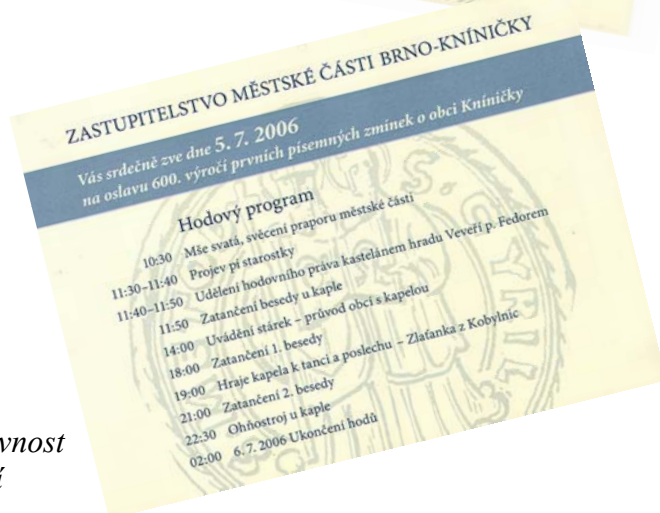 ZASTUPITELSTVO MĚSTSKÉ ČÁSTI BRNO-KNÍNIČKY
Vás srdečně zve dne 5. 7. 2006
na oslavu 600. výročí prvních písemných zmínek o obci Kníničky
Hodový program
10:30 Mše svatá, svěcení praporu městské části
11:30–11:40 Projev pí starostky
11:40–11:50 Udělení hodovního práva kastelánem hradu Veveří p. Fedorem
11:50 Zatančení besedy u kaple
14:00 Uvádění stárek – průvod obcí s kapelou
18:00 Zatančení 1. besedy
19:00 Hraje kapela k tanci a poslechu – Zlaťanka z Kobylnic
21:00 Zatančení 2. besedy
22:30 Ohňostroj u kaple
02:00 6. 7. 2006 Ukončení hodů
S. CYRIL
vnost